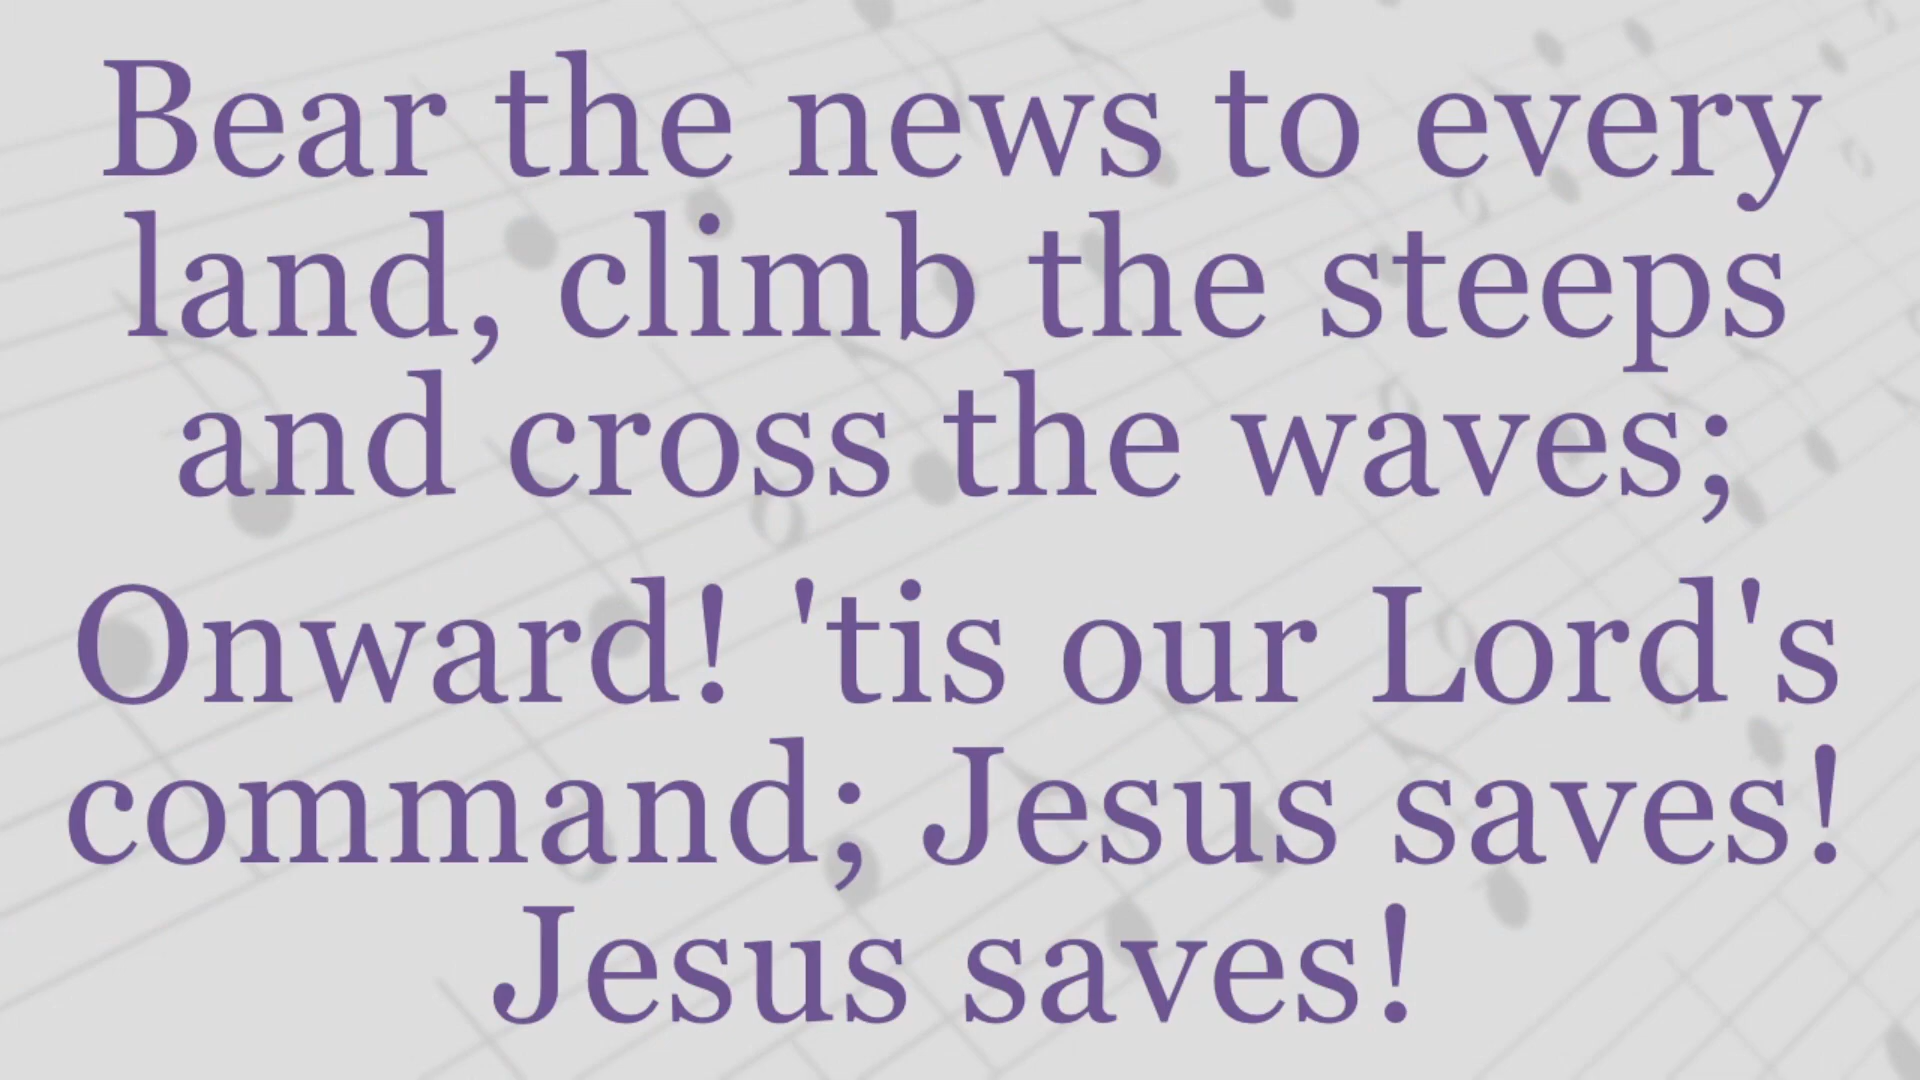 Bear the news to every
land, climb the steeps
and cross the waves;
Onward! 'tis our Lord's
command; Jesus saves!
Jesus saves!